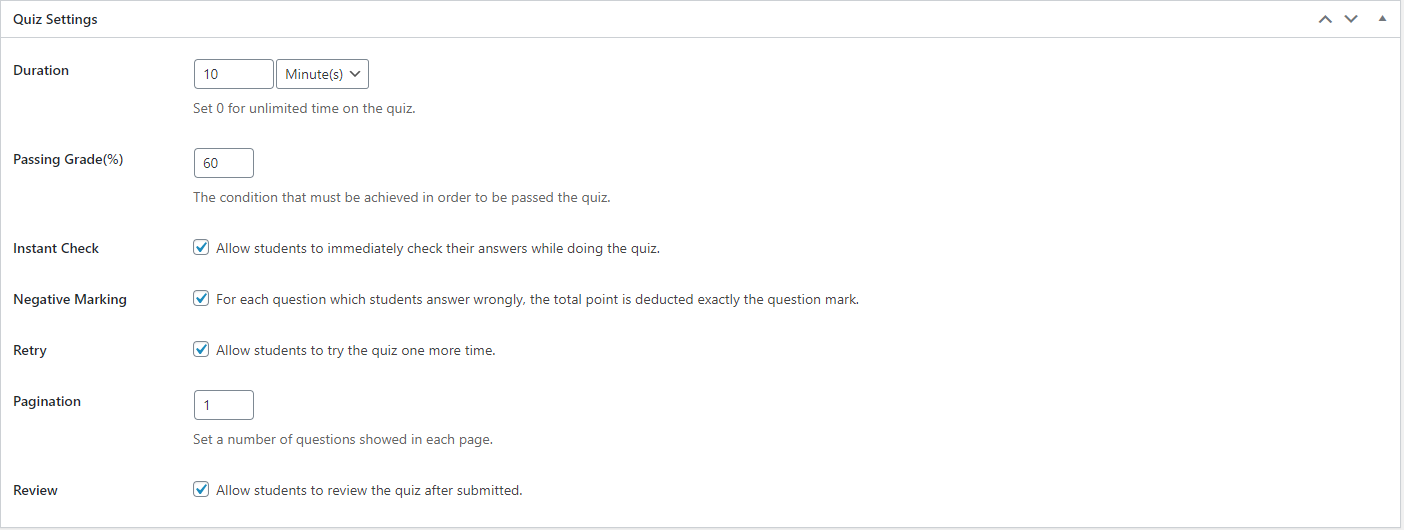 Quiz Settings
Duration
10
Minute(s)
Set 0 for unlimited time on the quiz.
Passing Grade(%)
60
The condition that must be achieved in order to be passed the quiz.
Instant Check
Allow students to immediately check their answers while doing the quiz.
Negative Marking
For each question which students answer wrongly, the total point is deducted exactly the question mark.
Retry
Allow students to try the quiz one more time.
Pagination
1
Set a number of questions showed in each page.
Review
Allow students to review the quiz after submitted.